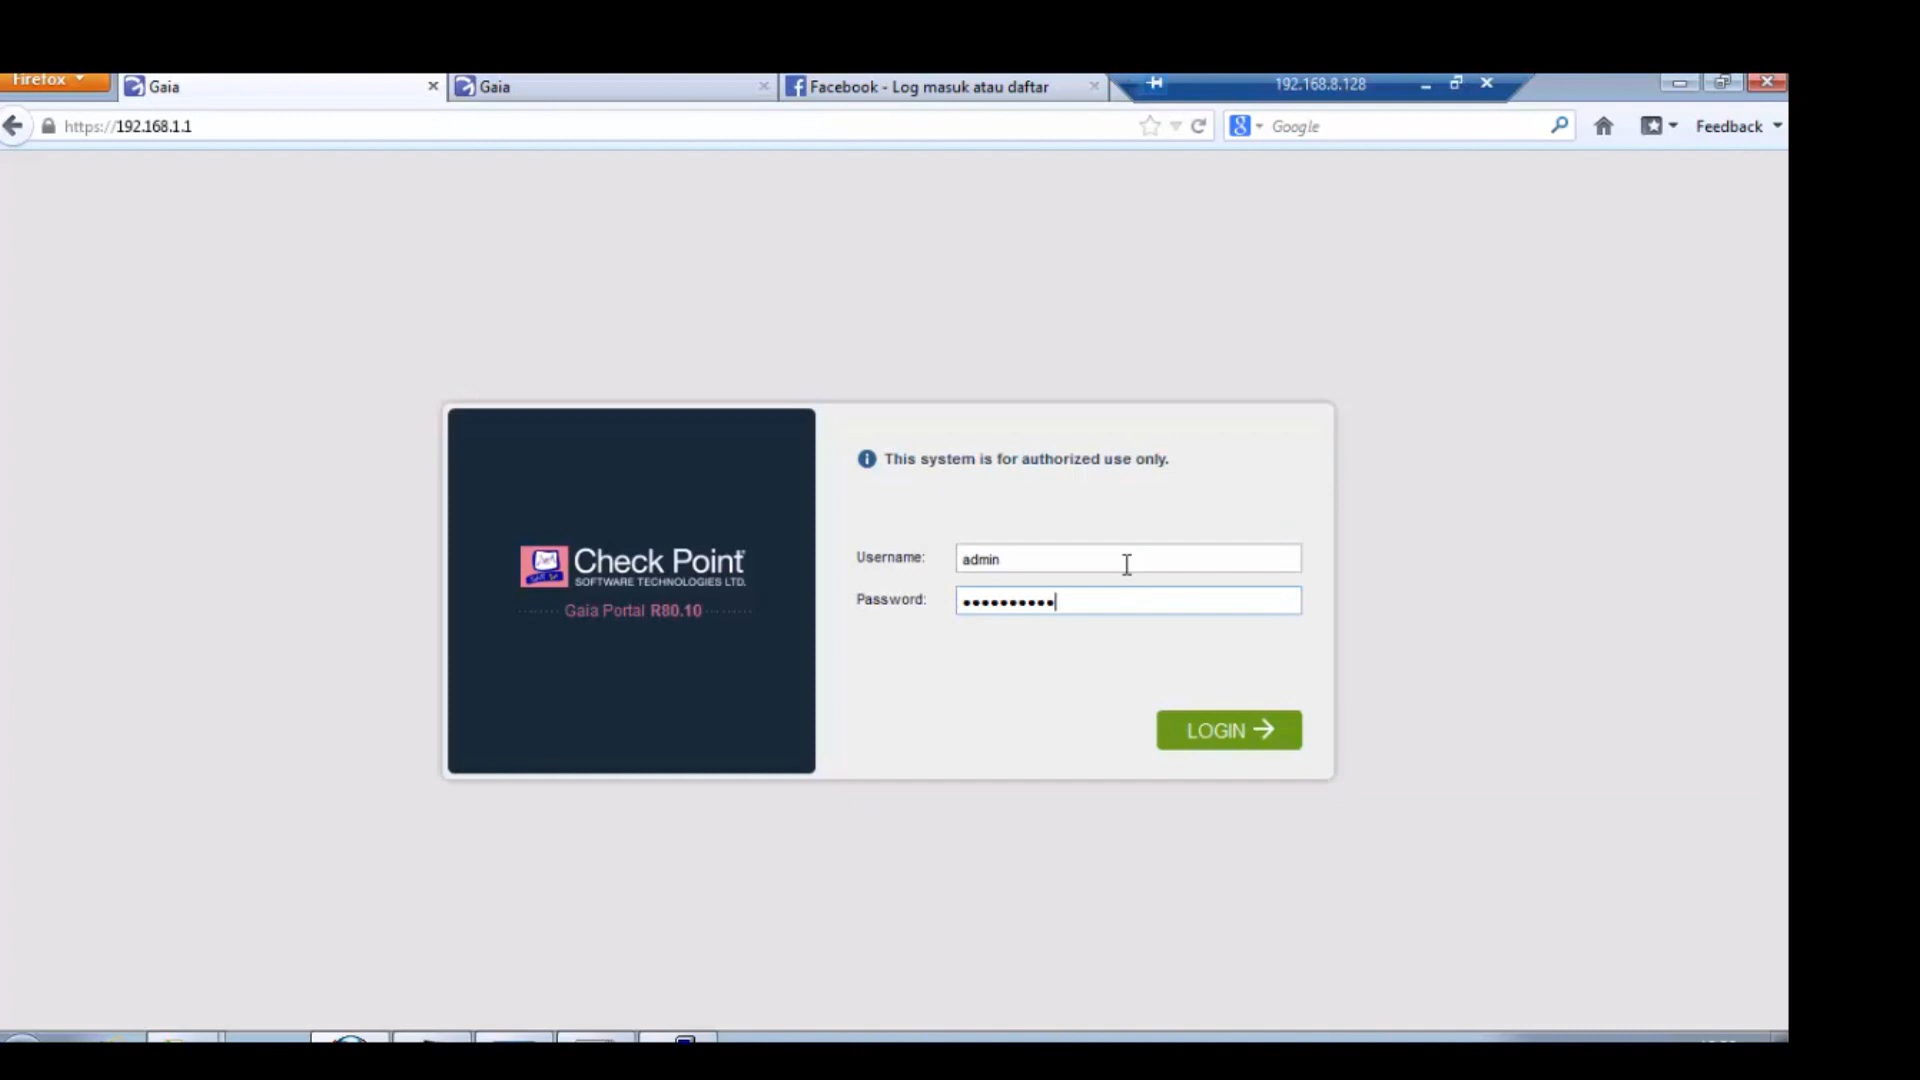 Firefox
Gaia
Gaia
Facebook - Log masuk atau daftar
192.168.8.128
https://192.168.1.1
Google
Feedback
This system is for authorized use only.
Check Point
SOFTWARE TECHNOLOGIES LTD.
Gaia Portal R80.10
Username:
admin
Password:
LOGIN